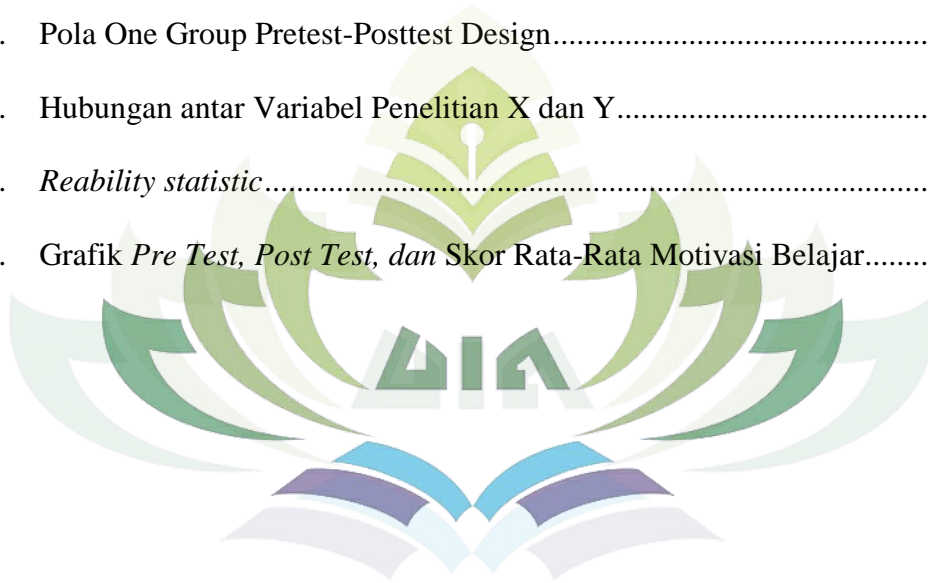 . Pola One Group Pretest-Posttest Design..............................................
. Hubungan antar Variabel Penelitian X dan Y......................................
. Reability statistic..................................................................................
. Grafik Pre Test, Post Test, dan Skor Rata-Rata Motivasi Belajar........
UIN